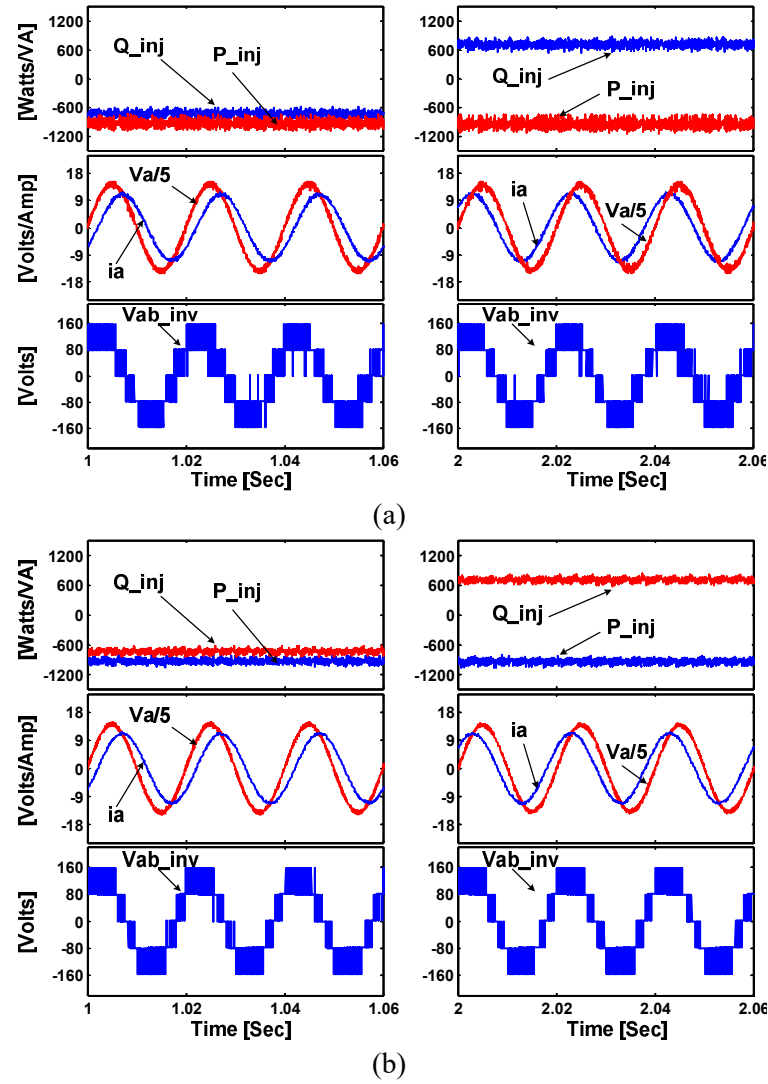 [Watts/VA]
1200
600
0
-600
-1200
Q_inj
P_inj
1200
600
0
-600
-1200
Q_inj
P_inj
[Volts/Amp]
18
9
0
-9
-18
Va/5
ia
18
9
0
-9
-18
ia
Va/5
[Volts]
160
80
0
-80
-160
Vab_inv
1
1.02
1.04
1.06
Time [Sec]
160
80
0
-80
-160
Vab_inv
2
2.02
2.04
2.06
Time [Sec]
(a)
[Watts/VA]
1200
600
0
-600
-1200
Q_inj
P_inj
1200
600
0
-600
-1200
Q_inj
P_inj
[Volts/Amp]
18
9
0
-9
-18
Va/5
ia
18
9
0
-9
-18
ia
Va/5
[Volts]
160
80
0
-80
-160
Vab_inv
1
1.02
1.04
1.06
Time [Sec]
160
80
0
-80
-160
Vab_inv
2
2.02
2.04
2.06
Time [Sec]
(b)